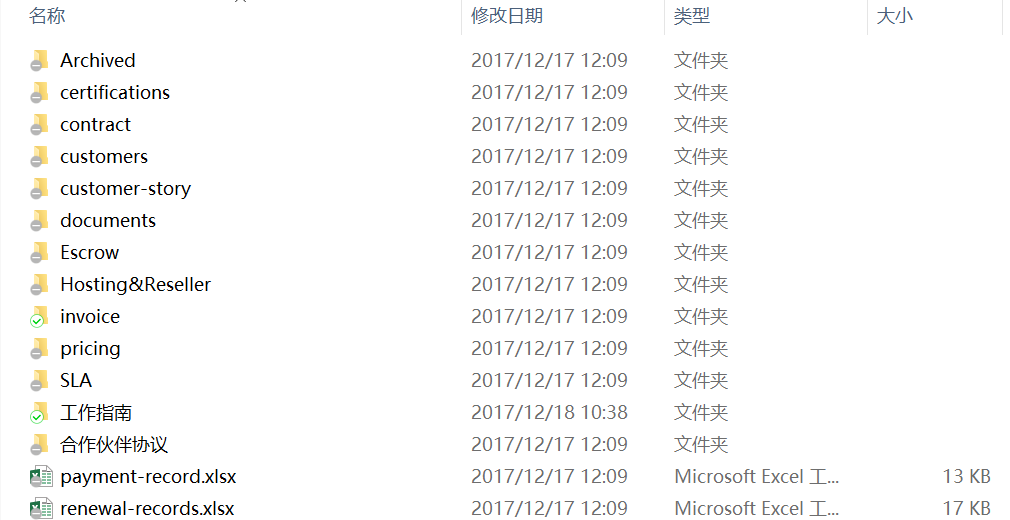 名称 修改日期 类型 大小
Archived 2017/12/17 12:09 文件夹
certifications 2017/12/17 12:09 文件夹
contract 2017/12/17 12:09 文件夹
customers 2017/12/17 12:09 文件夹
customer-story 2017/12/17 12:09 文件夹
documents 2017/12/17 12:09 文件夹
Escrow 2017/12/17 12:09 文件夹
Hosting&Reseller 2017/12/17 12:09 文件夹
invoice 2017/12/17 12:09 文件夹
pricing 2017/12/17 12:09 文件夹
SLA 2017/12/17 12:09 文件夹
工作指南 2017/12/18 10:38 文件夹
合作伙伴协议 2017/12/17 12:09 文件夹
payment-record.xlsx 2017/12/17 12:09 Microsoft Excel 工... 13 KB
renewal-records.xlsx 2017/12/17 12:09 Microsoft Excel 工... 17 KB